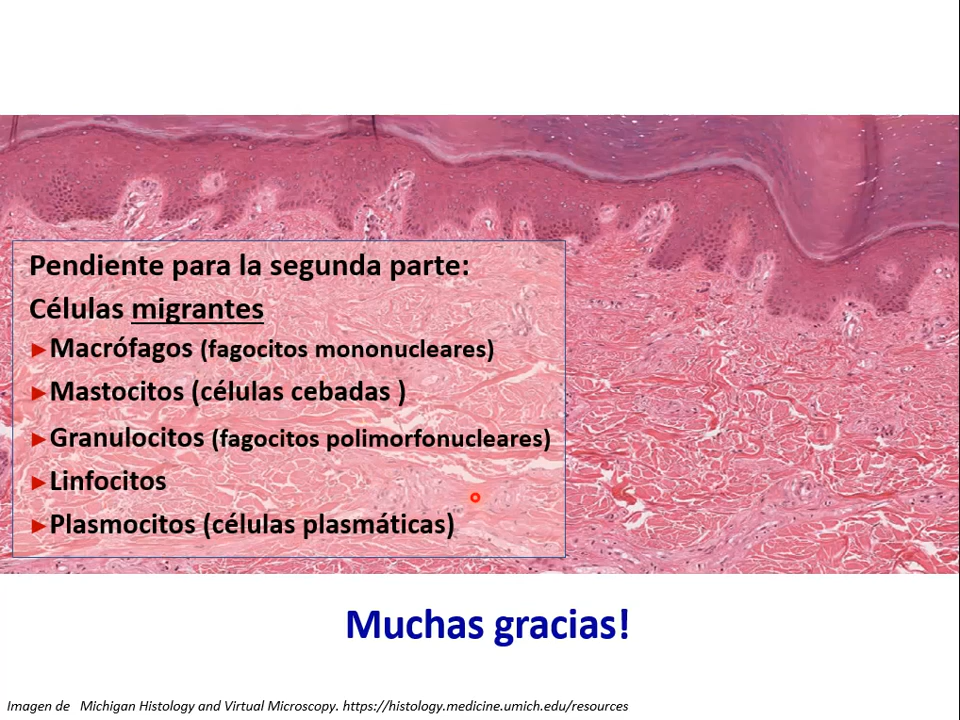 Pendiente para la segunda parte:
Células migrantes
►Macrófagos (fagocitos mononucleares)
►Mastocitos (células cebadas )
►Granulocitos (fagocitos polimorfonucleares)
►Linfocitos
►Plasmocitos (células plasmáticas)
Muchas gracias!
Imagen de Michigan Histology and Virtual Microscopy. https://histology.medicine.umich.edu/resources